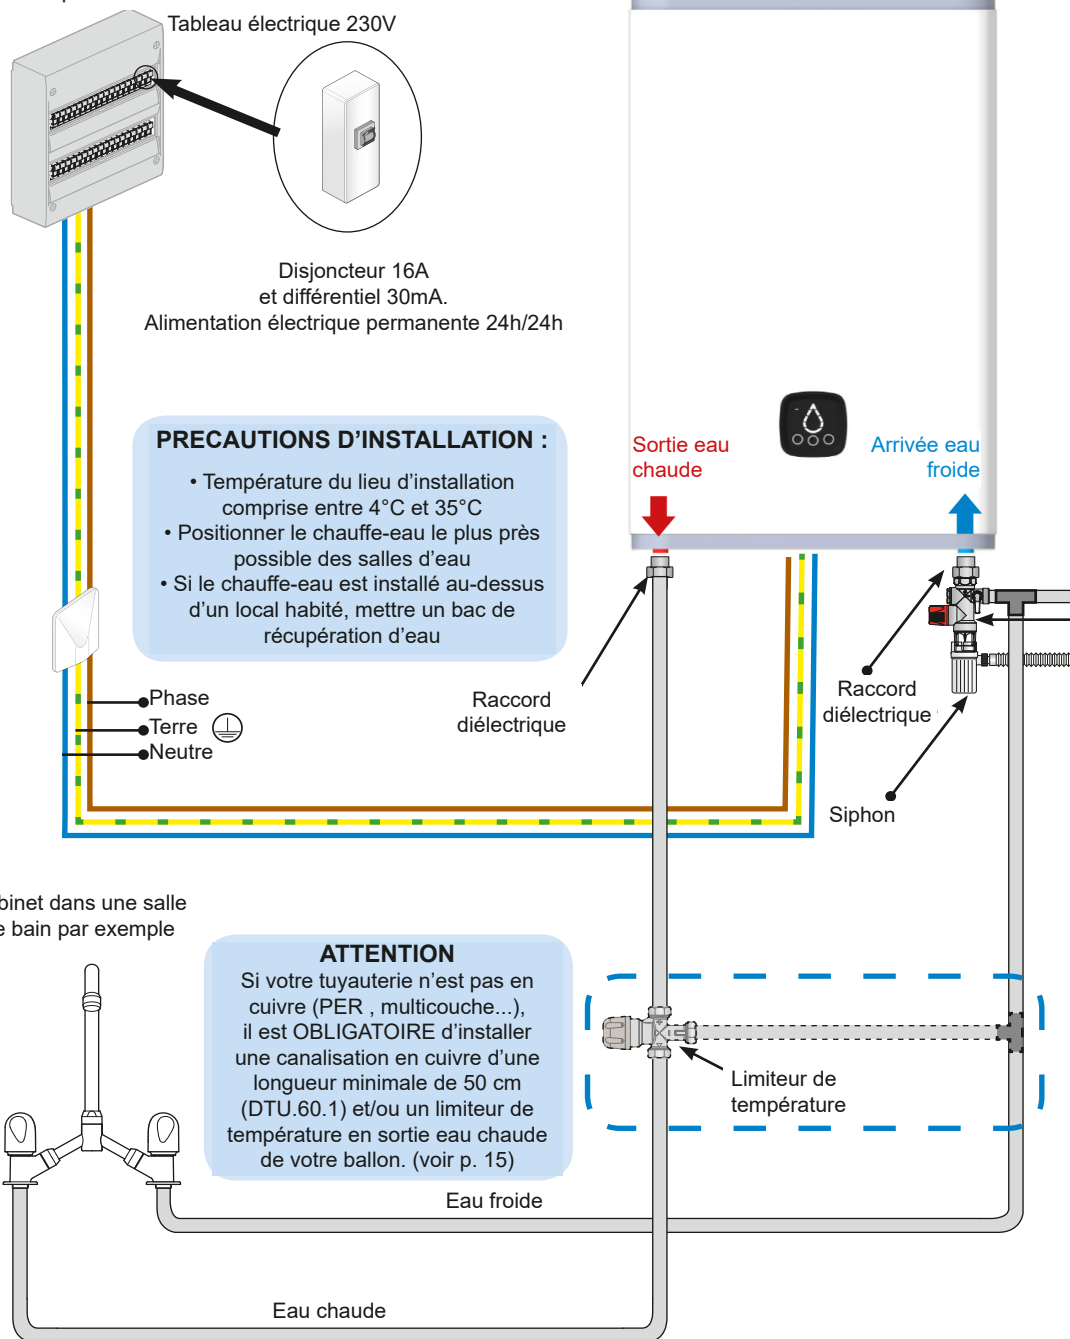 Tableau électrique 230V
Disjoncteur 16A
et différentiel 30mA.
Alimentation électrique permanente 24h/24h
PRECAUTIONS D’INSTALLATION :
• Température du lieu d’installation
comprise entre 4°C et 35°C
• Positionner le chauffe-eau le plus près
possible des salles d’eau
• Si le chauffe-eau est installé au-dessus
d’un local habité, mettre un bac de
récupération d’eau
Sortie eau
chaude
Arrivée eau
froide
Phase
Terre
Neutre
Raccord
diélectrique
Raccord
diélectrique
Siphon
binet dans une salle
e bain par exemple
ATTENTION
Si votre tuyauterie n’est pas en
cuivre (PER , multicouche...),
il est OBLIGATOIRE d’installer
une canalisation en cuivre d’une
longueur minimale de 50 cm
(DTU.60.1) et/ou un limiteur de
température en sortie eau chaude
de votre ballon. (voir p. 15)
Limiteur de
température
Eau froide
Eau chaude